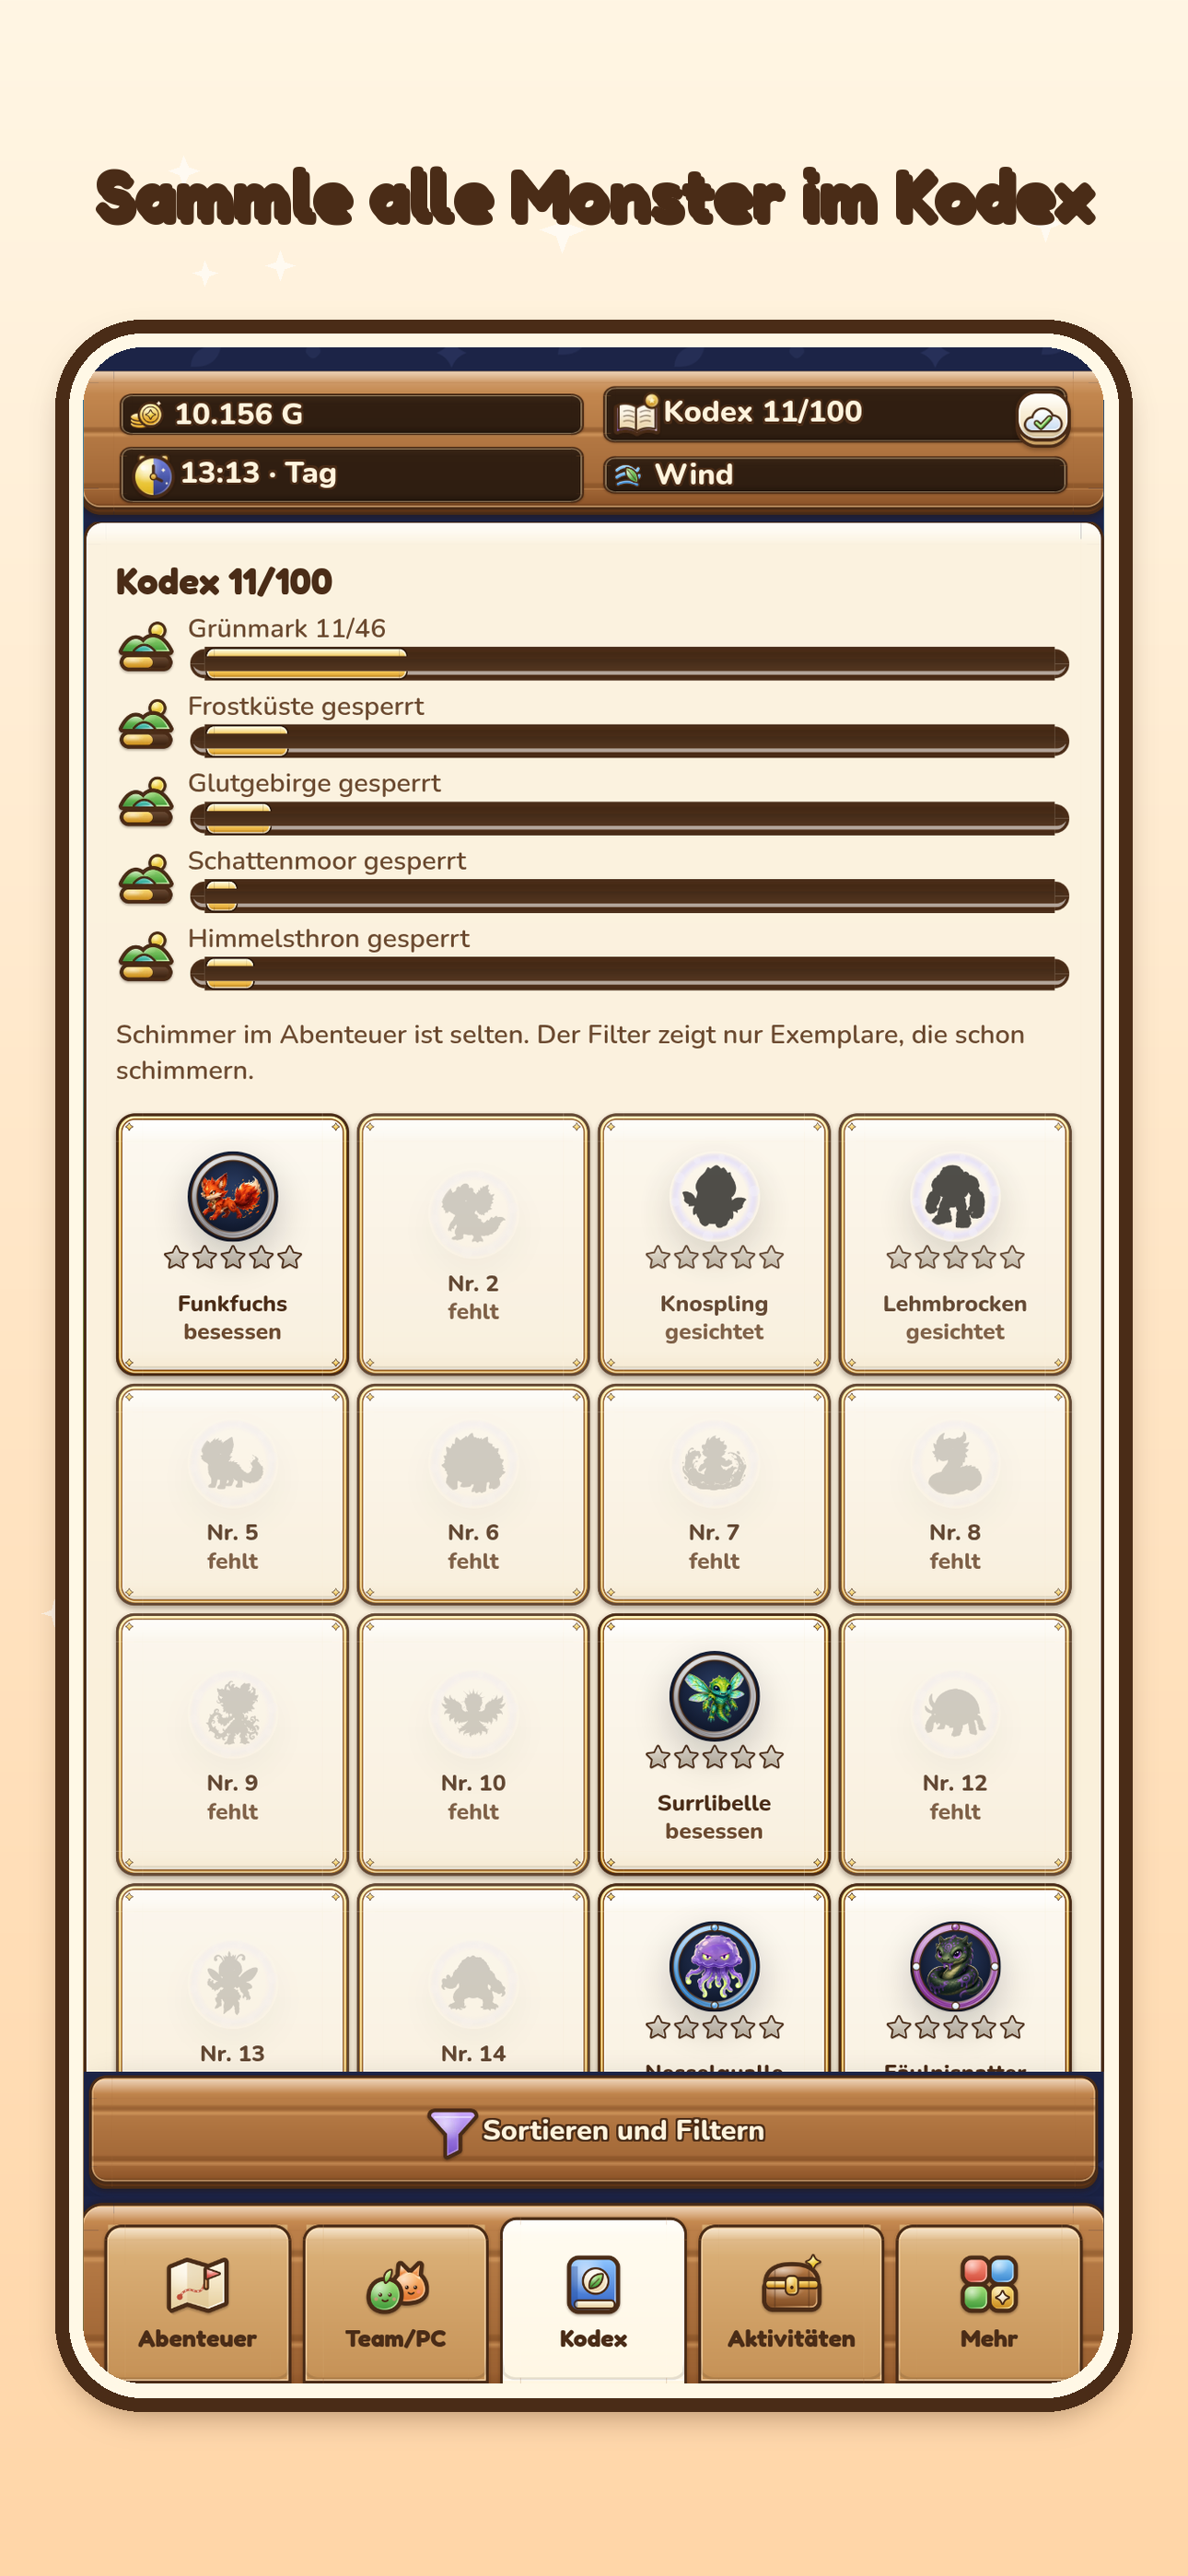 Sammle alle Monster im Kodex
10.156 G
Kodex 11/100
13:13 · Tag
Wind
Kodex 11/100
Grünmark 11/46
Frostküste gesperrt
Glutgebirge gesperrt
Schattenmoor gesperrt
Himmelsthron gesperrt
Schimmer im Abenteuer ist selten. Der Filter zeigt nur Exemplare, die schon
schimmern.
Funkfuchs
besessen
Nr. 2
fehlt
Knospling
gesichtet
Lehmbrocken
gesichtet
Nr. 5
fehlt
Nr. 6
fehlt
Nr. 7
fehlt
Nr. 8
fehlt
Nr. 9
fehlt
Nr. 10
fehlt
Surrlibelle
besessen
Nr. 12
fehlt
Nr. 13
Nr. 14
Sortieren und Filtern
Abenteuer
Team/PC
Kodex
Aktivitäten
Mehr